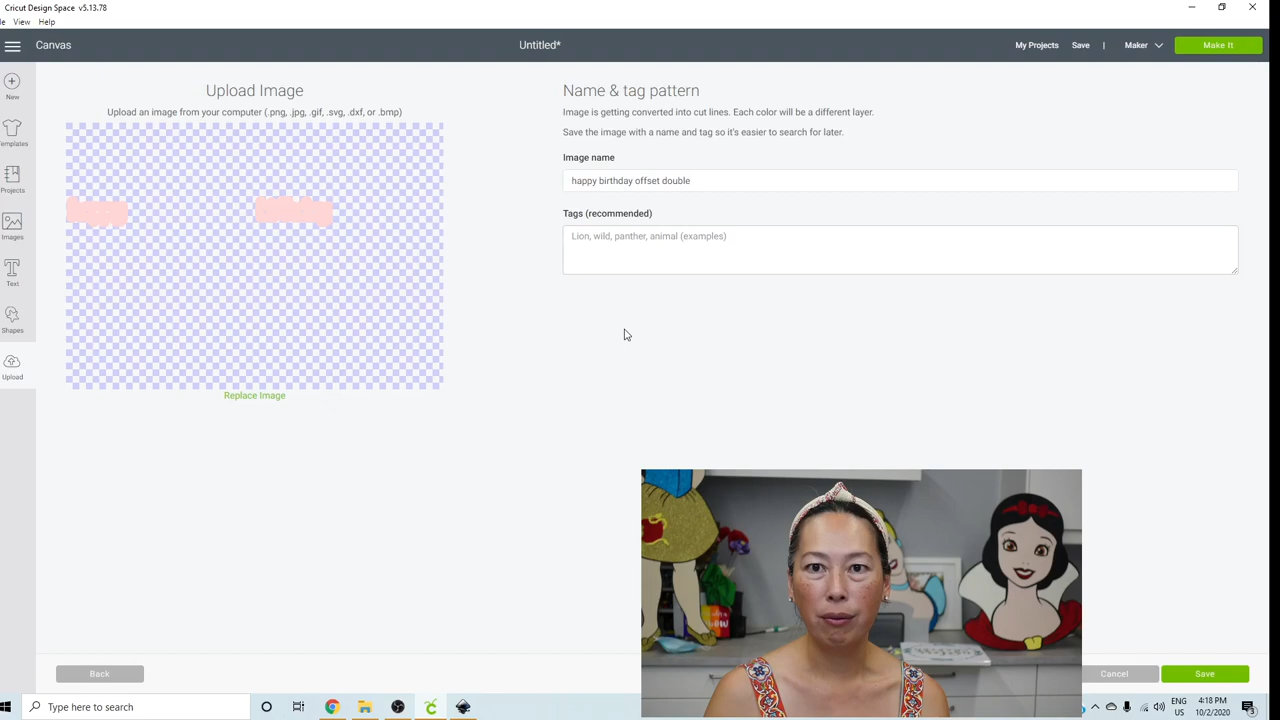 Cricut Design Space v5.13.78
le View Help
Canvas
Untitled*
My Projects Save | Maker Make It
New
Templates
Projects
Images
Text
Shapes
Upload
Upload Image
Upload an image from your computer (.png, .jpg, .gif, .svg, .dxf, or .bmp)
Replace Image
Name & tag pattern
Image is getting converted into cut lines. Each color will be a different layer.
Save the image with a name and tag so it's easier to search for later.
Image name
happy birthday offset double
Tags (recommended)
Lion, wild, panther, animal (examples)
Back
Cancel
Save
Type here to search
ENG
US
4:18 PM
10/2/2020
3